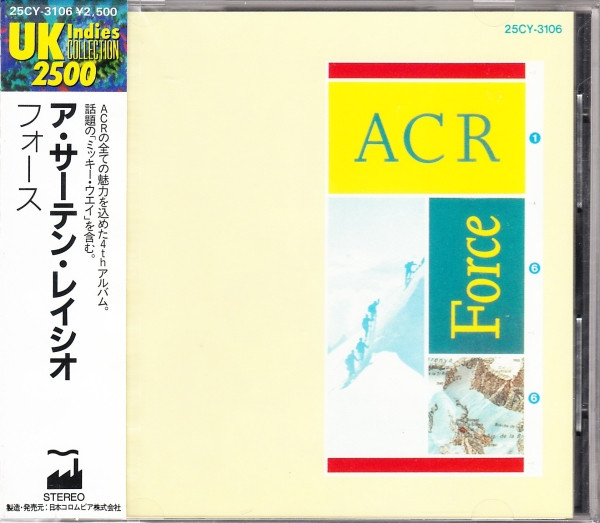 25CY-3106 ¥2,500
UK Indies
COLLECTION
2500
ACRの全ての魅力を込めた4thアルバム。
話題の「ミッキー・ウエイ」を含む。
ア・サーテン・レイシオ
フォース
STEREO
製造・発売元：日本コロムビア株式会社
25CY-3106
ACR
Force
1
6
6